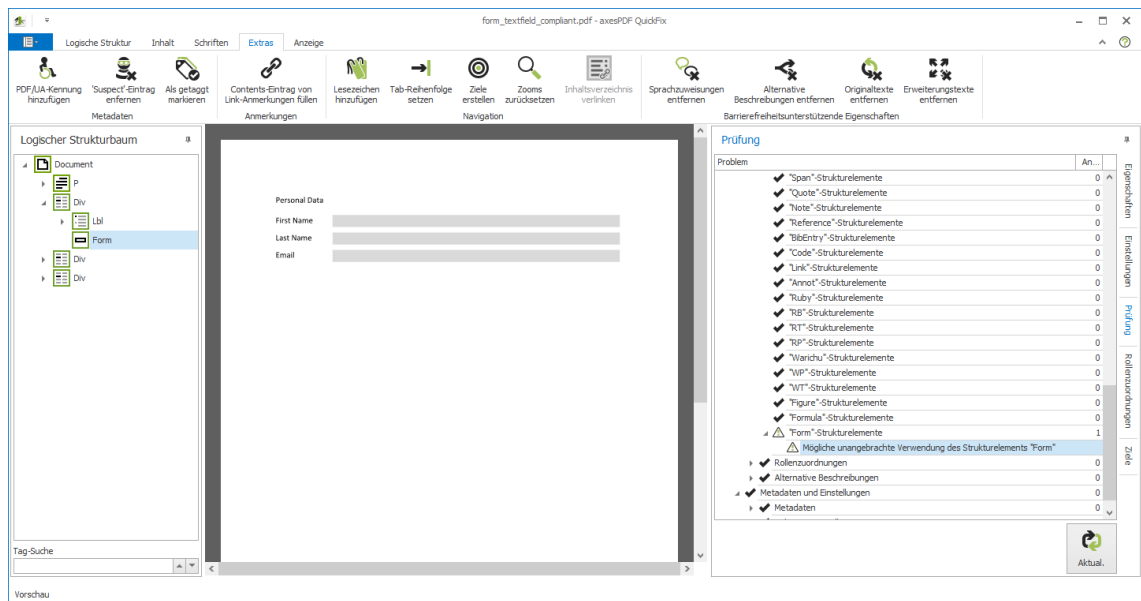 form_textfield_compliant.pdf - axesPDF QuickFix
Logische Struktur Inhalt Schriften Extras Anzeige
PDF/UA-Kennung hinzufügen
'Suspect'-Eintrag entfernen
Als getaggt markieren
Contents-Eintrag von Link-Anmerkungen füllen
Lesezeichen hinzufügen
Tab-Reihenfolge setzen
Ziele erstellen
Zooms zurücksetzen
Inhaltsverzeichnis verlinken
Sprachzuweisungen entfernen
Alternative Beschreibungen entfernen
Originaltexte entfernen
Erweiterungstexte entfernen
Metadaten Anmerkungen Navigation Barrierefreiheitsunterstützende Eigenschaften
Logischer Strukturbaum
Document
P
Div
Lbl
Form
Div
Div
Tag-Suche
Personal Data
First Name
Last Name
Email
Prüfung
Problem An...
"Span"-Strukturelemente 0
"Quote"-Strukturelemente 0
"Note"-Strukturelemente 0
"Reference"-Strukturelemente 0
"BibEntry"-Strukturelemente 0
"Code"-Strukturelemente 0
"Link"-Strukturelemente 0
"Annot"-Strukturelemente 0
"Ruby"-Strukturelemente 0
"RB"-Strukturelemente 0
"RT"-Strukturelemente 0
"RP"-Strukturelemente 0
"Warichu"-Strukturelemente 0
"WP"-Strukturelemente 0
"WT"-Strukturelemente 0
"Figure"-Strukturelemente 0
"Formula"-Strukturelemente 0
"Form"-Strukturelemente 1
Mögliche unangebrachte Verwendung des Strukturelements "Form"
Rollenzuordnungen 0
Alternative Beschreibungen 0
Metadaten und Einstellungen 0
Metadaten 0
Aktual.
Eigenschaften
Einstellungen
Prüfung
Rollenzuordnungen
Ziele
Vorschau